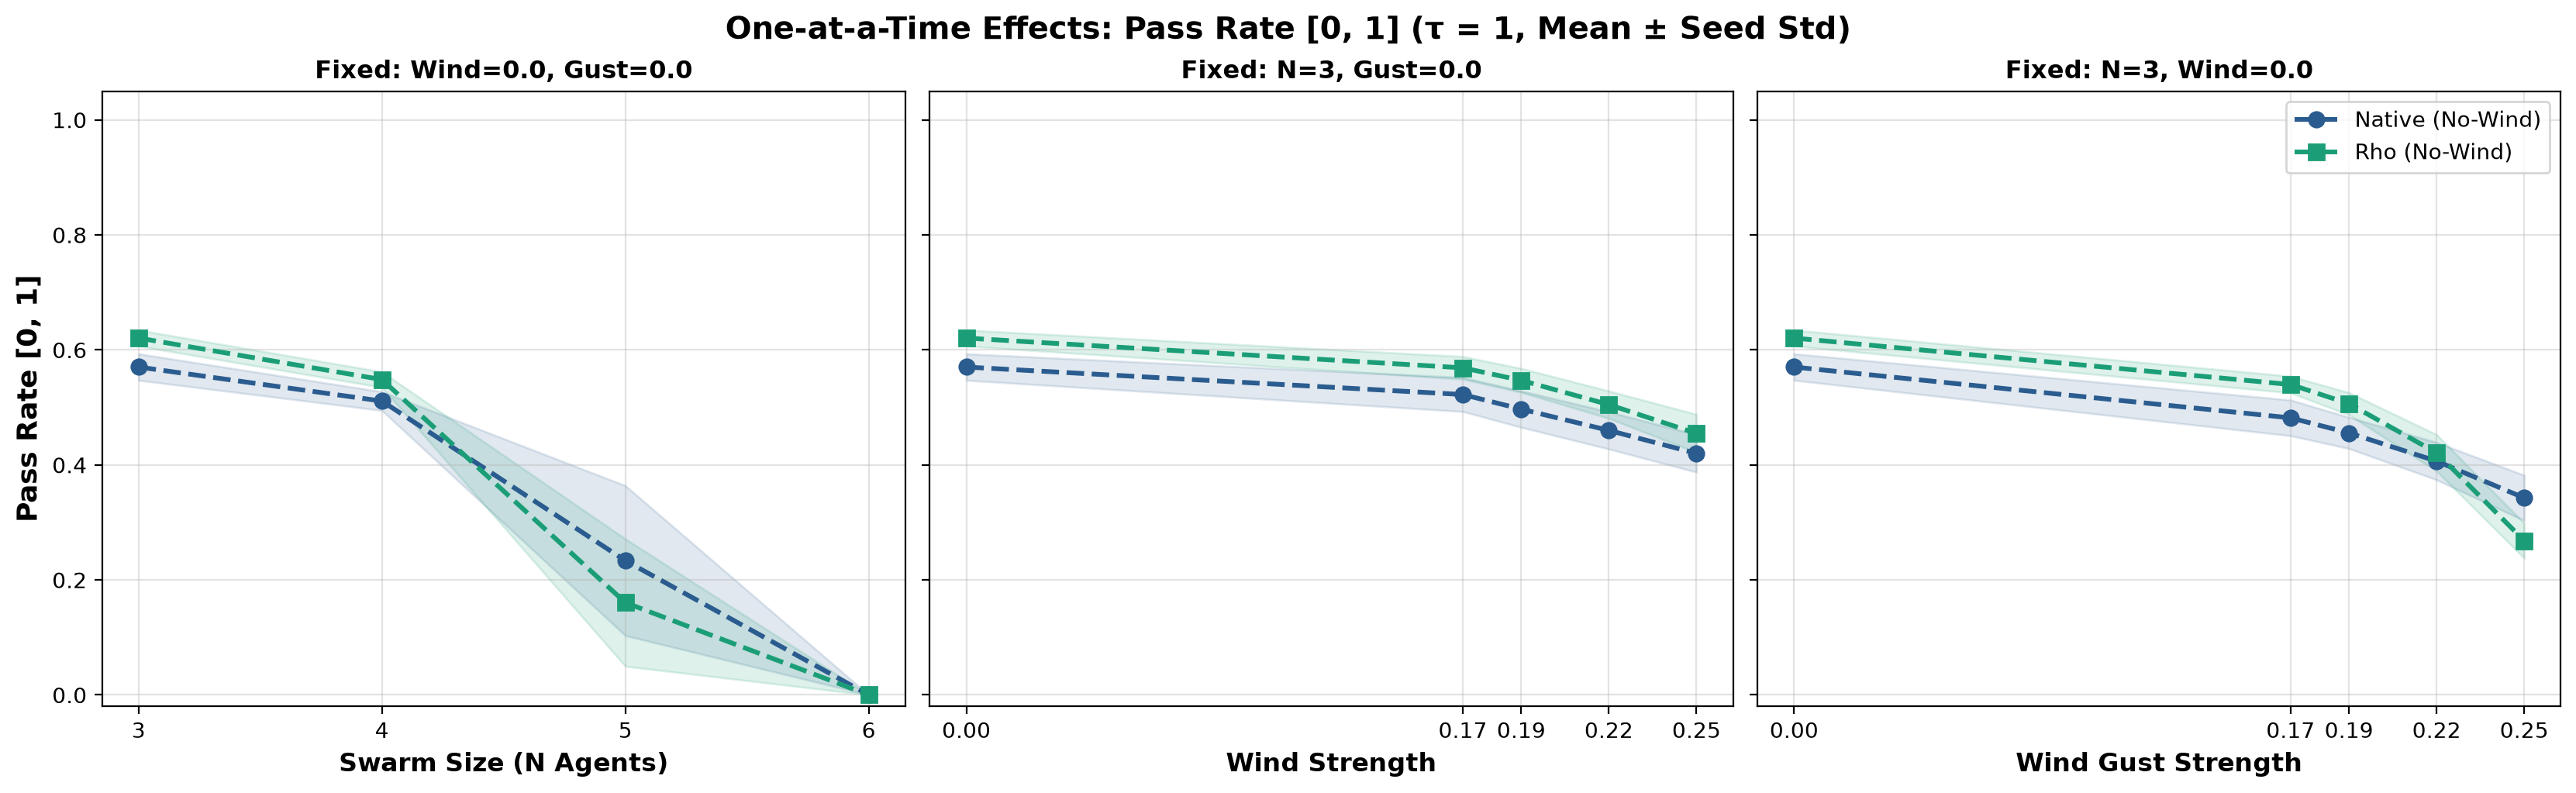 One-at-a-Time Effects: Pass Rate [0, 1] (τ = 1, Mean ± Seed Std)
Fixed: Wind=0.0, Gust=0.0
Fixed: N=3, Gust=0.0
Fixed: N=3, Wind=0.0
Native (No-Wind)
Rho (No-Wind)
Pass Rate [0, 1]
1.0
0.8
0.6
0.4
0.2
0.0
3 4 5 6
0.00 0.17 0.19 0.22 0.25
0.00 0.17 0.19 0.22 0.25
Swarm Size (N Agents)
Wind Strength
Wind Gust Strength